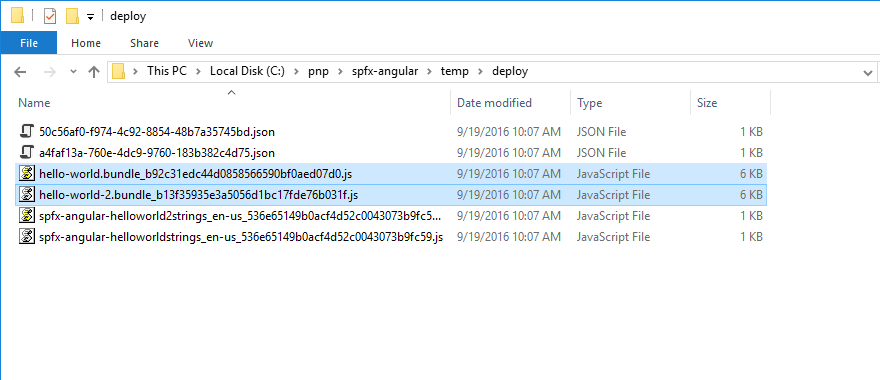 deploy
File Home Share View
This PC Local Disk (C:) pnp spfx-angular temp deploy
Name Date modified Type Size
50c56af0-f974-4c92-8854-48b7a35745bd.json 9/19/2016 10:07 AM JSON File 1 KB
a4faf13a-760e-4dc9-9760-183b382c4d75.json 9/19/2016 10:07 AM JSON File 1 KB
hello-world.bundle_b92c31edc44d0858566590bf0aed07d0.js 9/19/2016 10:07 AM JavaScript File 6 KB
hello-world-2.bundle_b13f35935e3a5056d1bc17fde76b031f.js 9/19/2016 10:07 AM JavaScript File 6 KB
spfx-angular-helloworld2strings_en-us_536e65149b0acf4d52c0043073b9fc5... 9/19/2016 10:07 AM JavaScript File 1 KB
spfx-angular-helloworldstrings_en-us_536e65149b0acf4d52c0043073b9fc59.js 9/19/2016 10:07 AM JavaScript File 1 KB